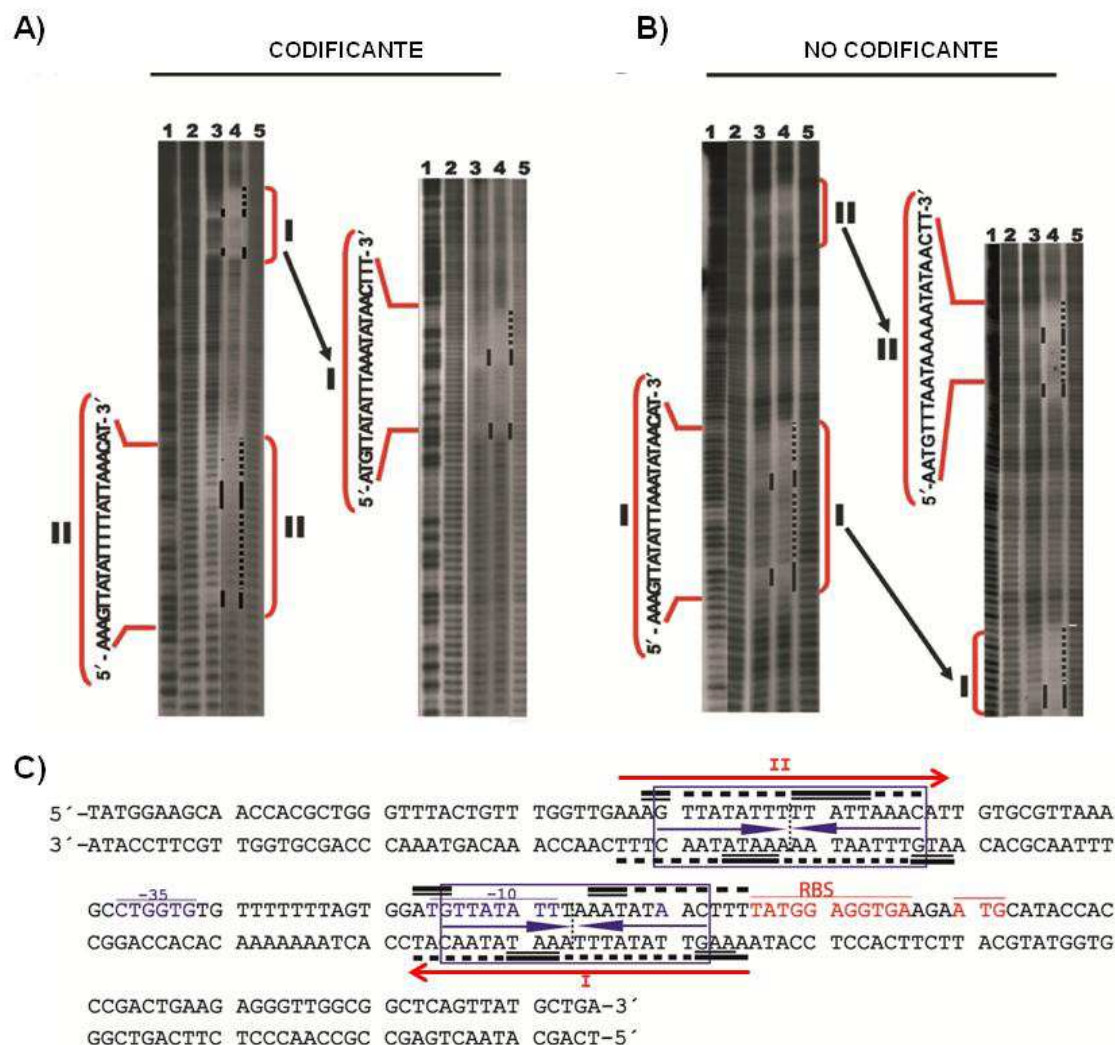 A)
CODIFICANTE
1 2 3 4 5
I
II
5´-AAAGTTATATTTTTATTAAACAT-3´
II
I
5´-ATGTTATATTTAAATATAACTTT-3´
1 2 3 4 5
B)
NO CODIFICANTE
1 2 3 4 5
II
I
5´-AAAGTTATATTTAAATATAACAT-3´
I
II
5´-AATGTTTAATAAAAATATAACTT-3´
1 2 3 4 5
I
C)
II
5´-TATGGAAGCA ACCACGCTGG GTTTACTGTT TGGTTGAAAG TTATATTTTT ATTAAACATT GTGCGTTAAA
3´-ATACCTTCGT TGGTGCGACC CAAATGACAA ACCAACTTTC AATATAAAAA TAATTTGTAA CACGCAATTT
-35 -10 RBS
GCCTGGTGTG TTTTTTTAGT GGATGTTATA TTTAAATATA ACTTTTATGG AGGTGAAGAA ATGCATACCAC
CGGACCACAC AAAAAAATCA CCTACAATAT AAATTTATAT TGAAAATACC TCCACTTCTT ACGTATGGTG
I
CCGACTGAAG AGGGTTGGCG GCTCAGTTAT GCTGA-3´
GGCTGACTTC TCCCAACCGC CGAGTCAATA CGACT-5´